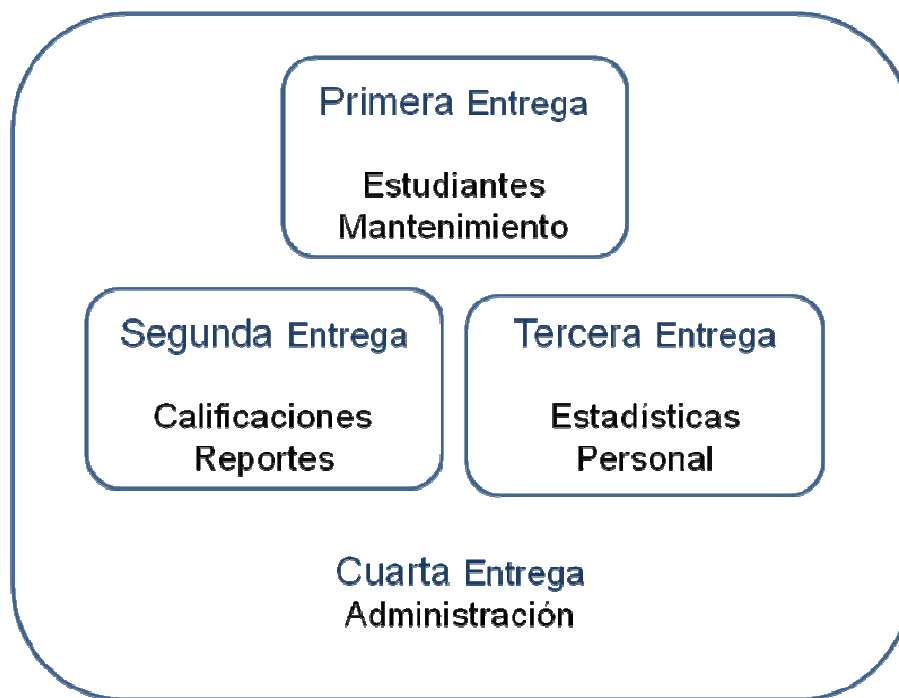 Primera Entrega
Estudiantes
Mantenimiento
Segunda Entrega
Calificaciones
Reportes
Tercera Entrega
Estadísticas
Personal
Cuarta Entrega
Administración